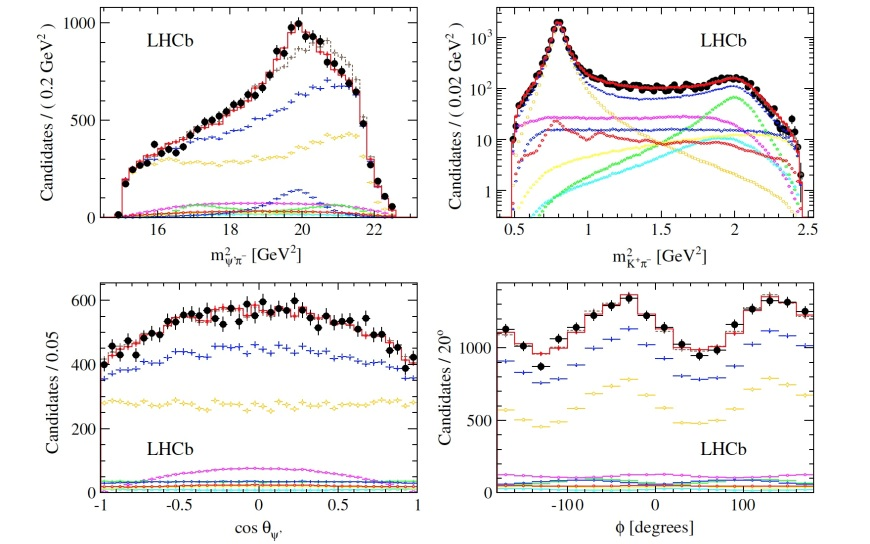 Candidates / ( 0.2 GeV² )
1000
500
0
LHCb
16 18 20 22
m²ψ'π⁻ [GeV²]
Candidates / ( 0.02 GeV² )
10³
10²
10
1
LHCb
0.5 1 1.5 2 2.5
m²K⁺π⁻ [GeV²]
Candidates / 0.05
600
400
200
0
LHCb
-1 -0.5 0 0.5 1
cos θψ'
Candidates / 20°
1000
500
0
LHCb
-100 0 100
ϕ [degrees]